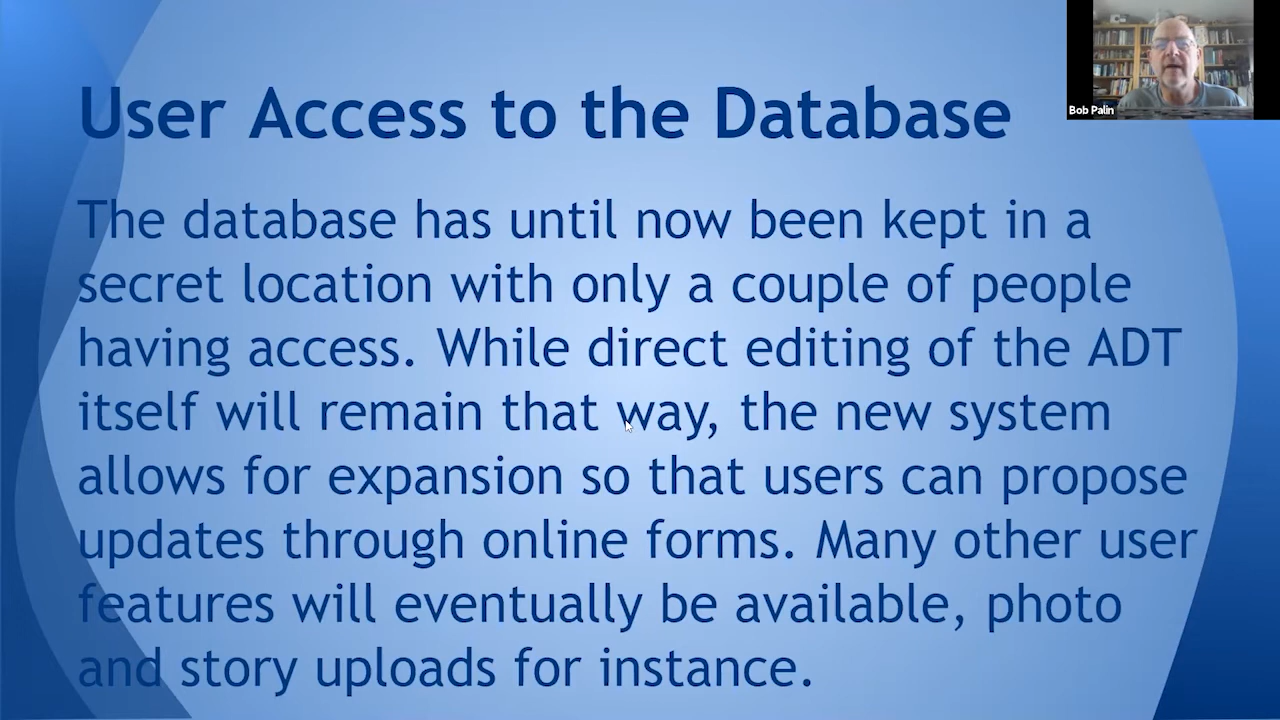 User Access to the Database
Bob Palin
The database has until now been kept in a
secret location with only a couple of people
having access. While direct editing of the ADT
itself will remain that way, the new system
allows for expansion so that users can propose
updates through online forms. Many other user
features will eventually be available, photo
and story uploads for instance.